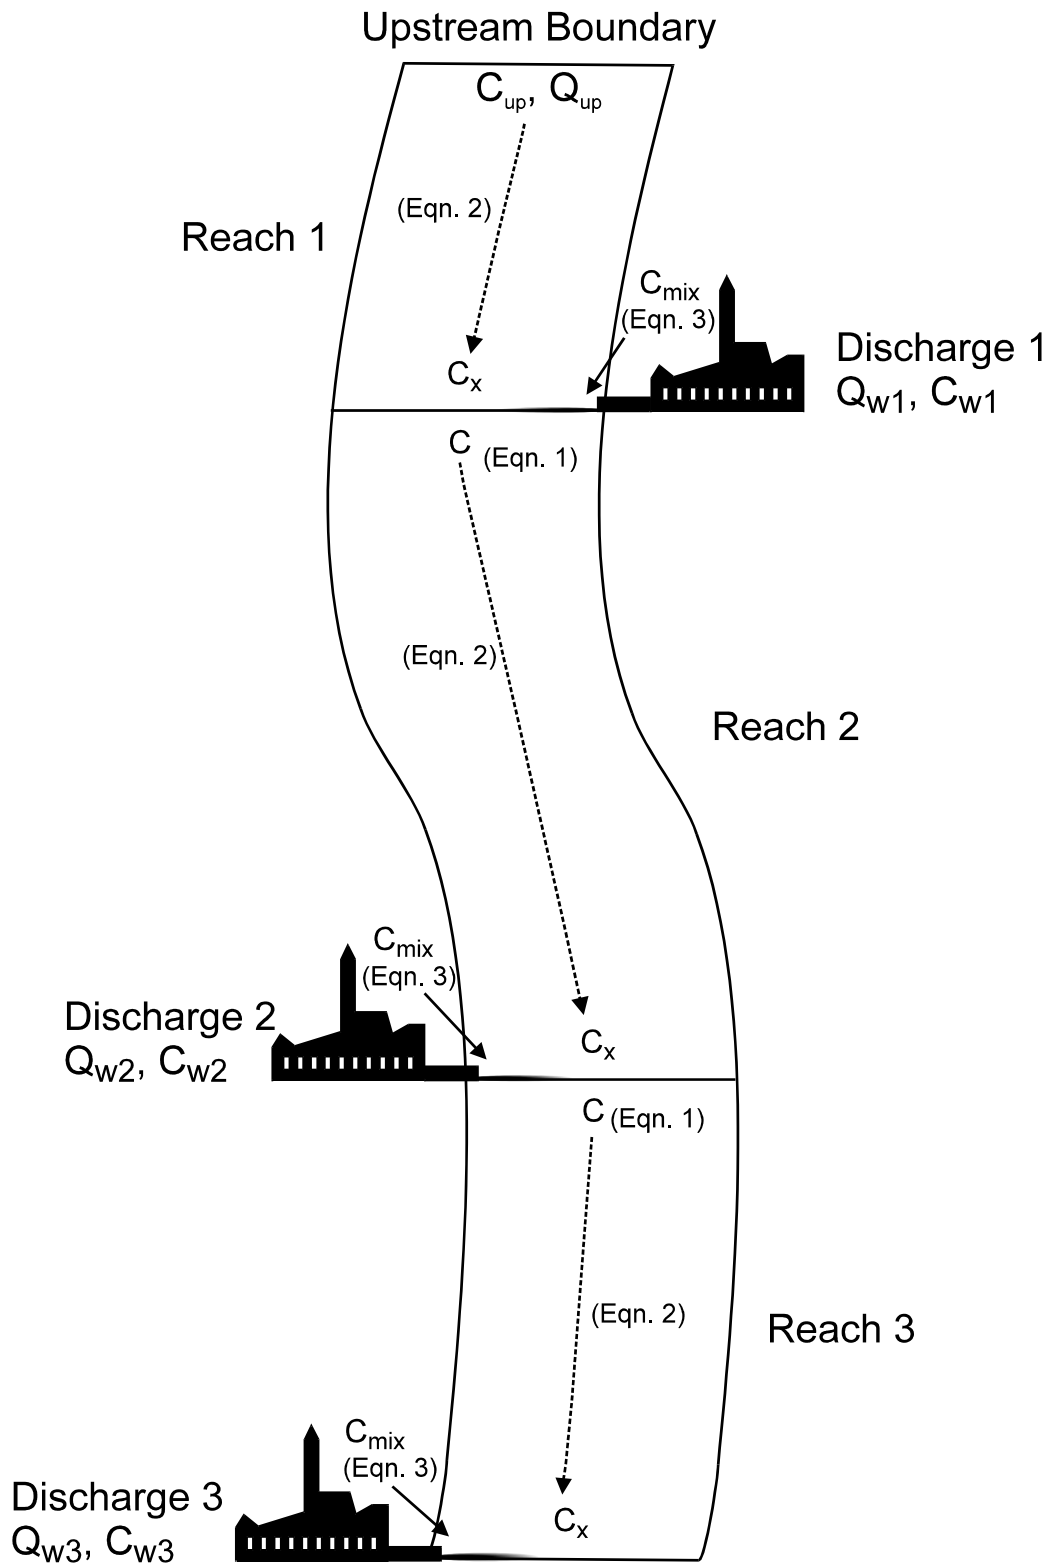 Upstream Boundary
Cup, Qup
(Eqn. 2)
Reach 1
Cmix
(Eqn. 3)
Discharge 1
Qw1, Cw1
Cx
C (Eqn. 1)
(Eqn. 2)
Reach 2
Cmix
(Eqn. 3)
Discharge 2
Qw2, Cw2
Cx
C (Eqn. 1)
(Eqn. 2)
Reach 3
Cmix
(Eqn. 3)
Discharge 3
Qw3, Cw3
Cx